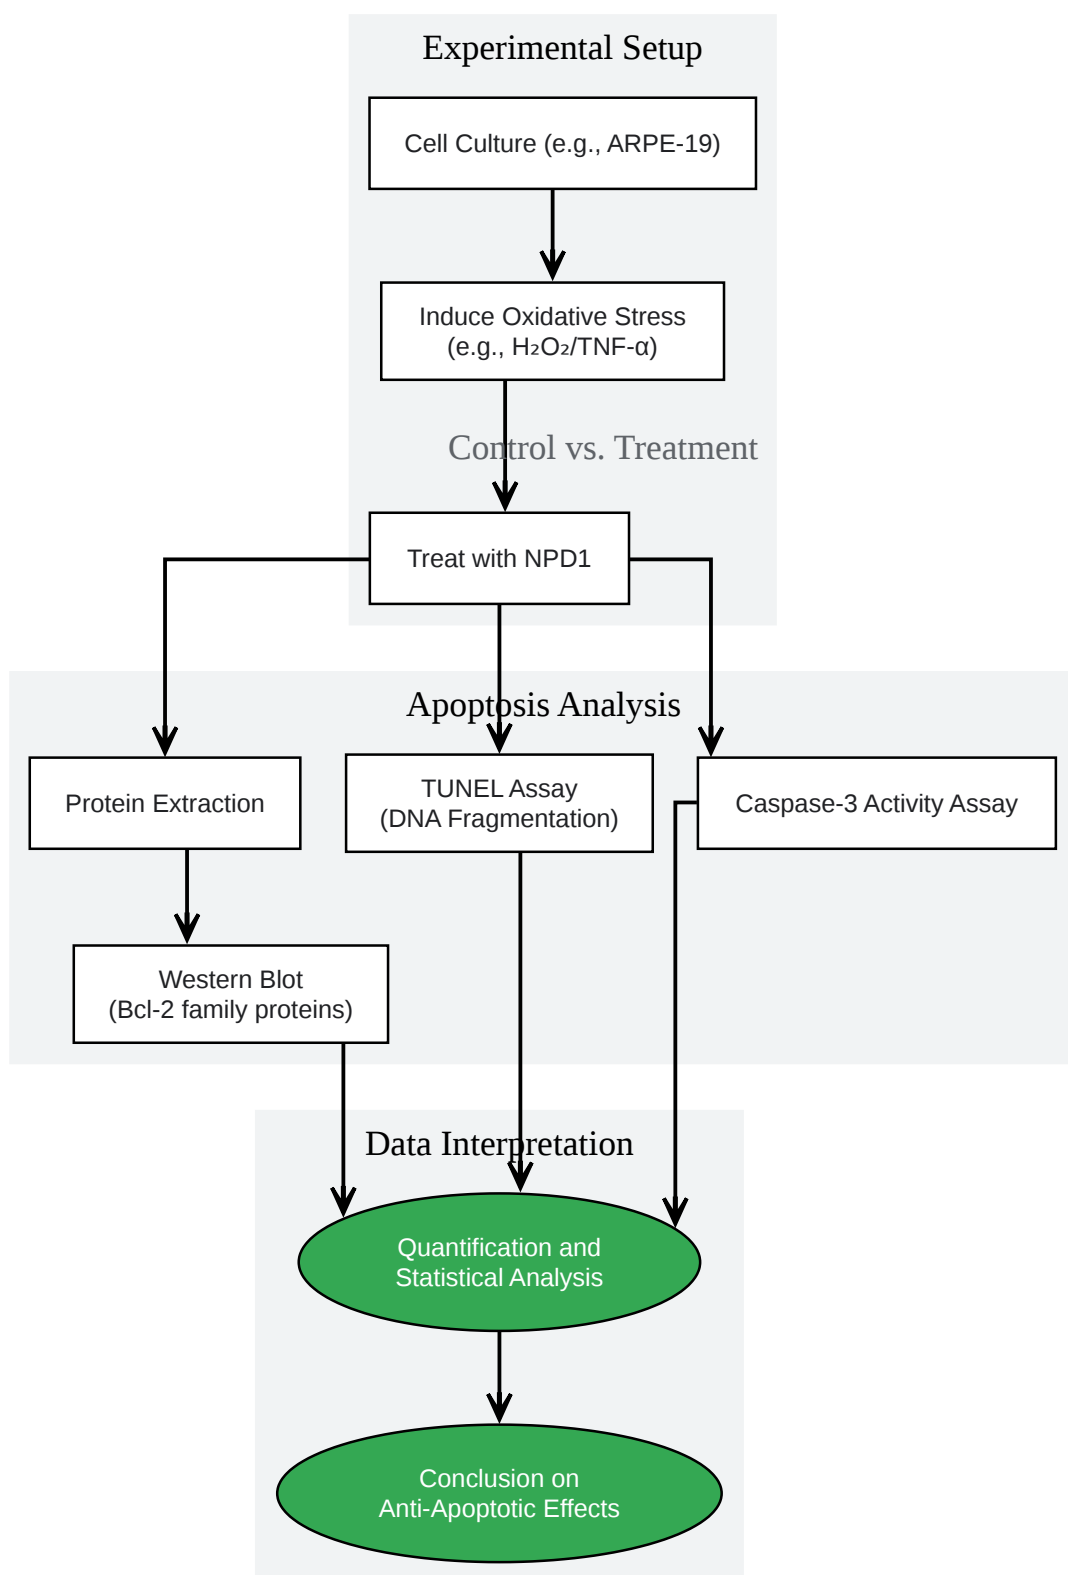 Experimental Setup
Cell Culture (e.g., ARPE-19)
Induce Oxidative Stress
(e.g., H₂O₂/TNF-α)
Control vs. Treatment
Treat with NPD1
Apoptosis Analysis
Protein Extraction
TUNEL Assay
(DNA Fragmentation)
Caspase-3 Activity Assay
Western Blot
(Bcl-2 family proteins)
Data Interpretation
Quantification and
Statistical Analysis
Conclusion on
Anti-Apoptotic Effects